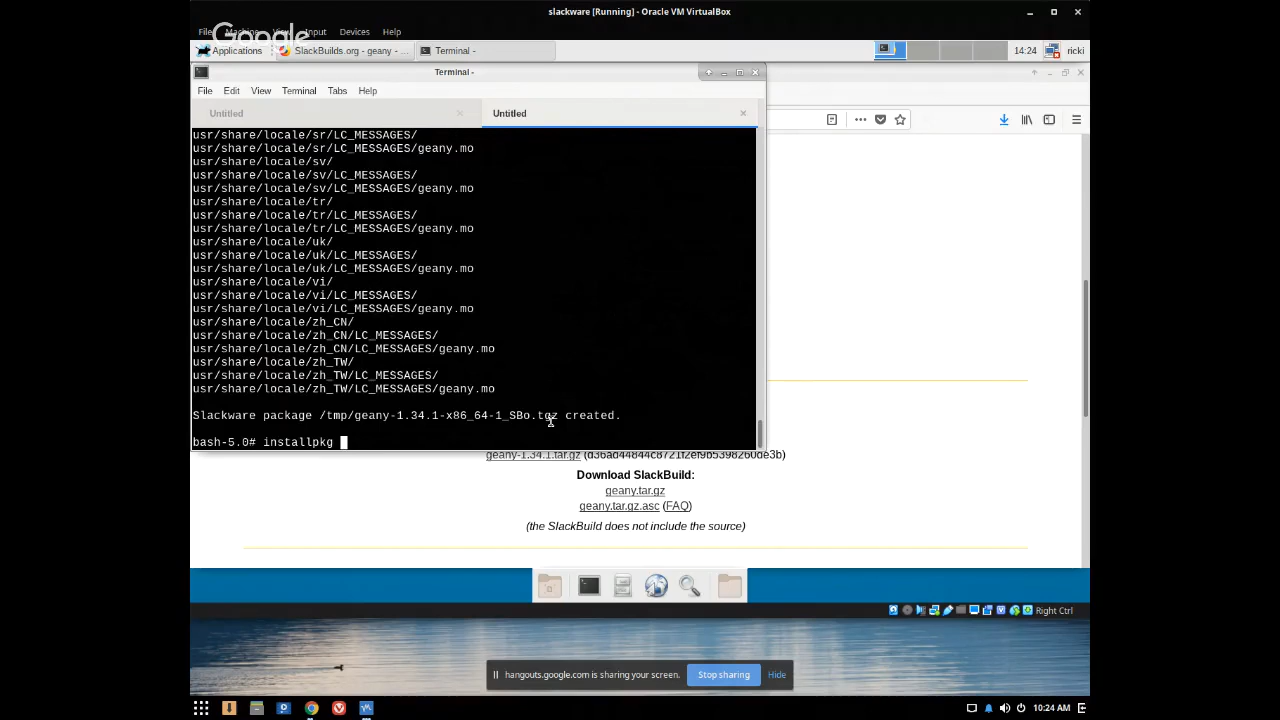 slackware [Running] - Oracle VM VirtualBox
File Machine View Input Devices Help
Google
Applications SlackBuilds.org - geany - ... Terminal - 14:24 ricki
Terminal -
File Edit View Terminal Tabs Help
Untitled Untitled
usr/share/locale/sr/LC_MESSAGES/
usr/share/locale/sr/LC_MESSAGES/geany.mo
usr/share/locale/sv/
usr/share/locale/sv/LC_MESSAGES/
usr/share/locale/sv/LC_MESSAGES/geany.mo
usr/share/locale/tr/
usr/share/locale/tr/LC_MESSAGES/
usr/share/locale/tr/LC_MESSAGES/geany.mo
usr/share/locale/uk/
usr/share/locale/uk/LC_MESSAGES/
usr/share/locale/uk/LC_MESSAGES/geany.mo
usr/share/locale/vi/
usr/share/locale/vi/LC_MESSAGES/
usr/share/locale/vi/LC_MESSAGES/geany.mo
usr/share/locale/zh_CN/
usr/share/locale/zh_CN/LC_MESSAGES/
usr/share/locale/zh_CN/LC_MESSAGES/geany.mo
usr/share/locale/zh_TW/
usr/share/locale/zh_TW/LC_MESSAGES/
usr/share/locale/zh_TW/LC_MESSAGES/geany.mo
Slackware package /tmp/geany-1.34.1-x86_64-1_SBo.tgz created.
bash-5.0# installpkg
geany-1.34.1.tar.gz (d36ad44844c8721f2ef9b5398260de3b)
Download SlackBuild:
geany.tar.gz
geany.tar.gz.asc (FAQ)
(the SlackBuild does not include the source)
Right Ctrl
hangouts.google.com is sharing your screen. Stop sharing Hide
10:24 AM